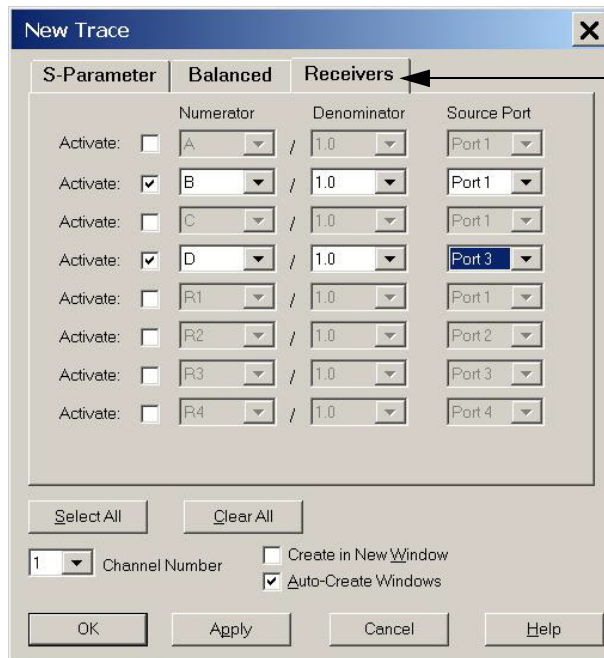 New Trace
S-Parameter Balanced Receivers
Numerator Denominator Source Port
Activate: A / 1.0 Port 1
Activate: B / 1.0 Port 1
Activate: C / 1.0 Port 1
Activate: D / 1.0 Port 3
Activate: R1 / 1.0 Port 1
Activate: R2 / 1.0 Port 2
Activate: R3 / 1.0 Port 3
Activate: R4 / 1.0 Port 4
Select All Clear All
1 Channel Number
Create in New Window
Auto-Create Windows
OK Apply Cancel Help